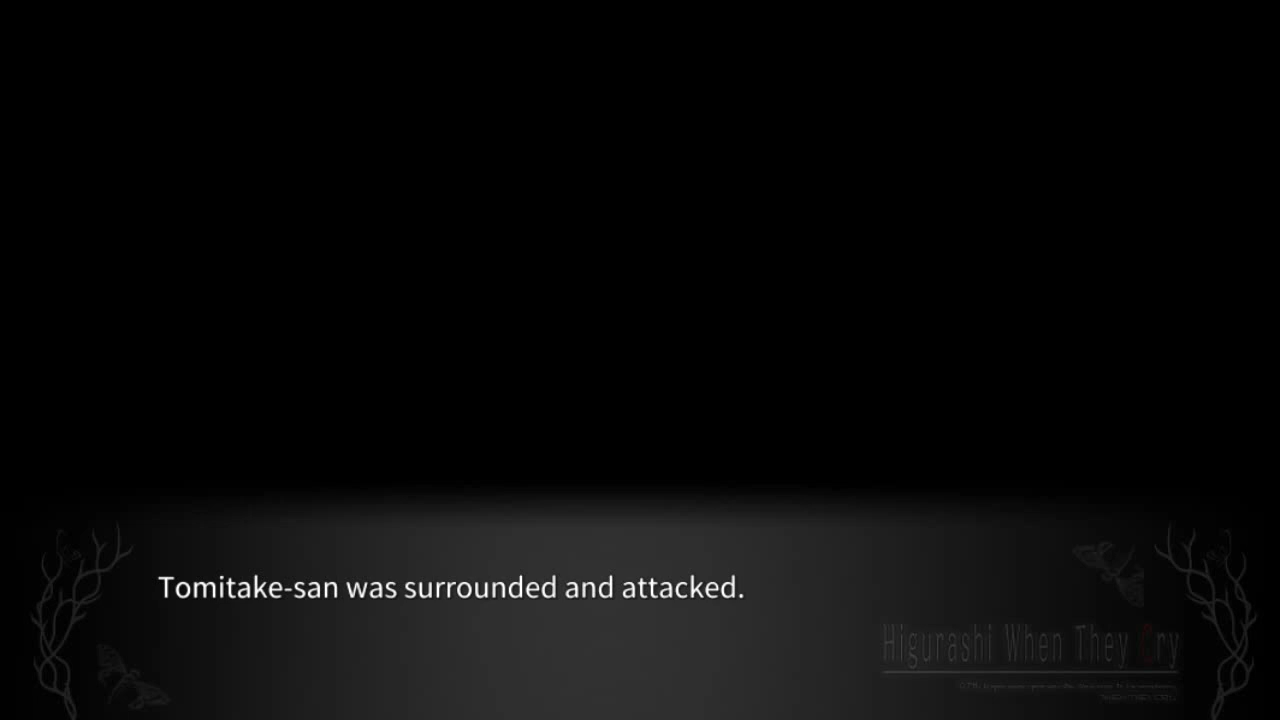 Tomitake-san was surrounded and attacked.
Higurashi When They Cry